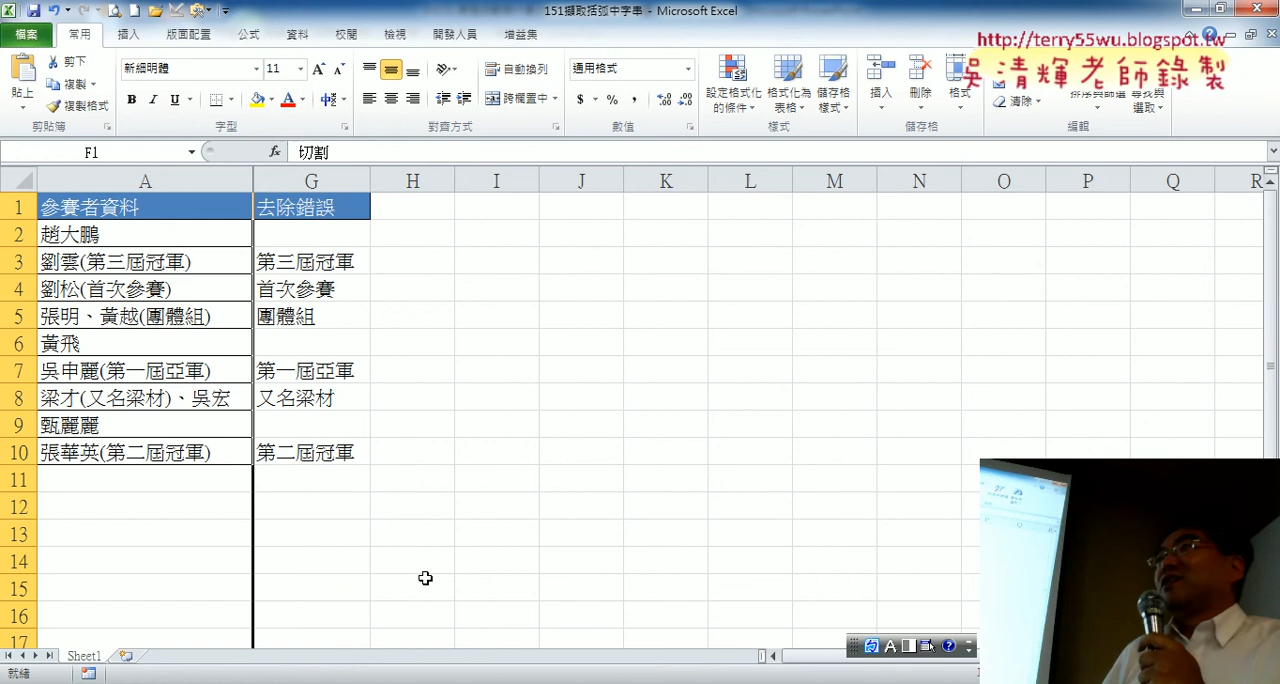 151擷取括弧中字串 - Microsoft Excel
檔案 常用 插入 版面配置 公式 資料 校閱 檢視 開發人員 增益集
http://terry55wu.blogspot.tw
吳清輝老師錄製
貼上 剪下 複製 複製格式 剪貼簿
新細明體 11 A A B I U A 中 字型
自動換列 跨欄置中 對齊方式
通用格式 $ % , 數值
設定格式化的條件 格式化為表格 儲存格樣式 樣式
插入 刪除 格式 儲存格
清除 排序與篩選 尋找與選取 編輯
F1 fx 切割
A G H I J K L M N O P Q R
1 參賽者資料 去除錯誤
2 趙大鵬
3 劉雲(第三屆冠軍) 第三屆冠軍
4 劉松(首次參賽) 首次參賽
5 張明、黃越(團體組) 團體組
6 黃飛
7 吳申麗(第一屆亞軍) 第一屆亞軍
8 梁才(又名梁材)、吳宏 又名梁材
9 甄麗麗
10 張華英(第二屆冠軍) 第二屆冠軍
11
12
13
14
15
16
17
Sheet1
就緒